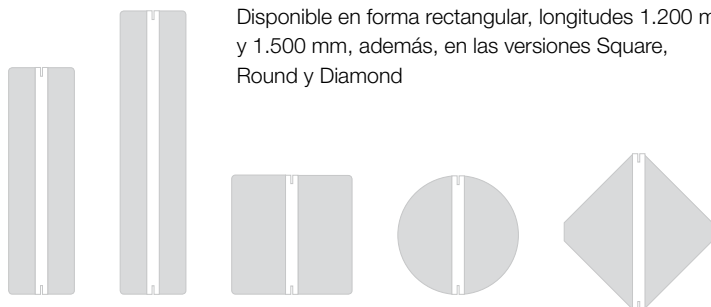 Disponible en forma rectangular, longitudes 1.200 m
y 1.500 mm, además, en las versiones Square,
Round y Diamond